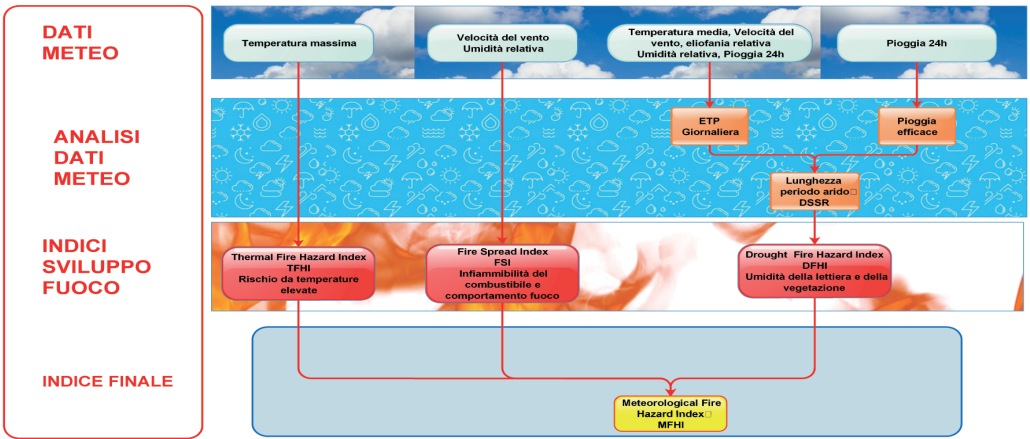 DATI
METEO
Temperatura massima
Velocità del vento
Umidità relativa
Temperatura media, Velocità del
vento, eliofania relativa
Umidità relativa, Pioggia 24h
Pioggia 24h
ANALISI
DATI
METEO
ETP
Giornaliera
Pioggia
efficace
Lunghezza
periodo arido□
DSSR
INDICI
SVILUPPO
FUOCO
Thermal Fire Hazard Index
TFHI
Rischio da temperature
elevate
Fire Spread Index
FSI
Infiammibilità del
combustibile e
comportamento fuoco
Drought Fire Hazard Index
DFHI
Umidità della lettiera e della
vegetazione
INDICE FINALE
Meteorological Fire
Hazard Index□
MFHI